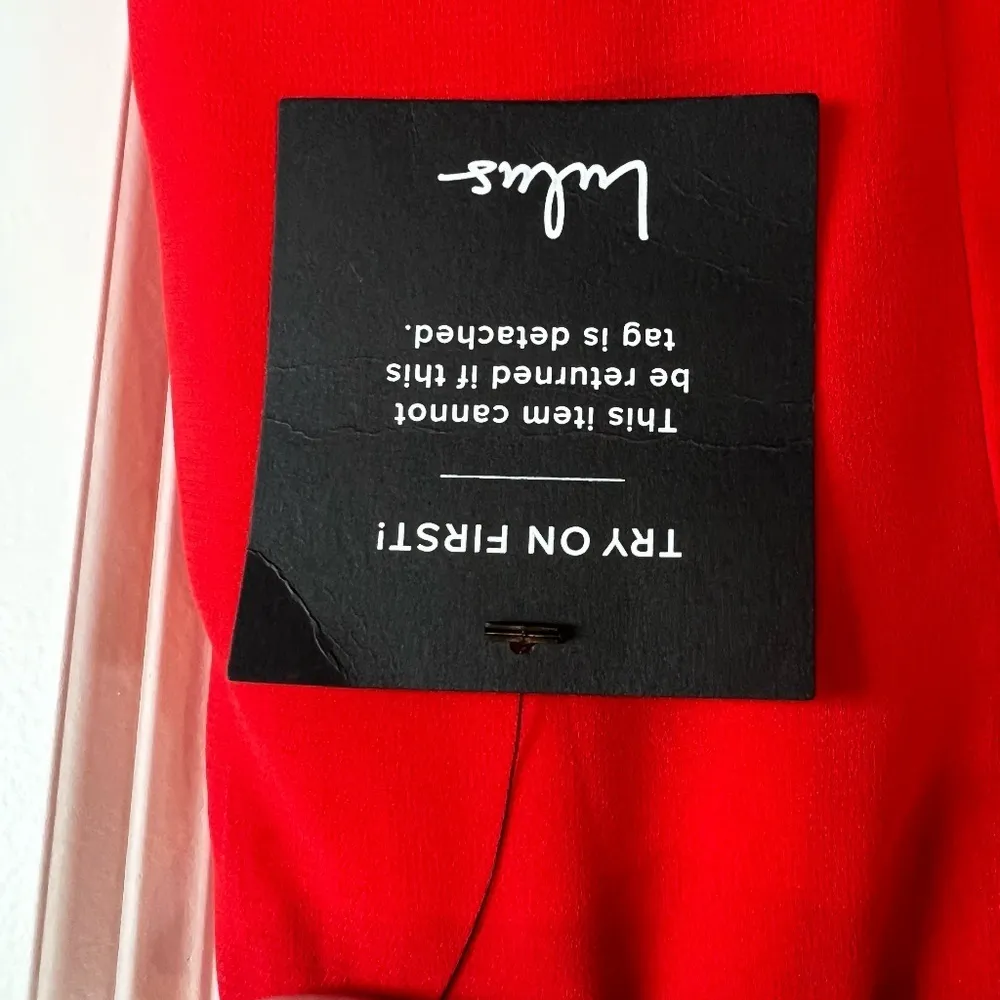 TRY ON FIRST!
This item cannot
be returned if this
tag is detached.
Lulus